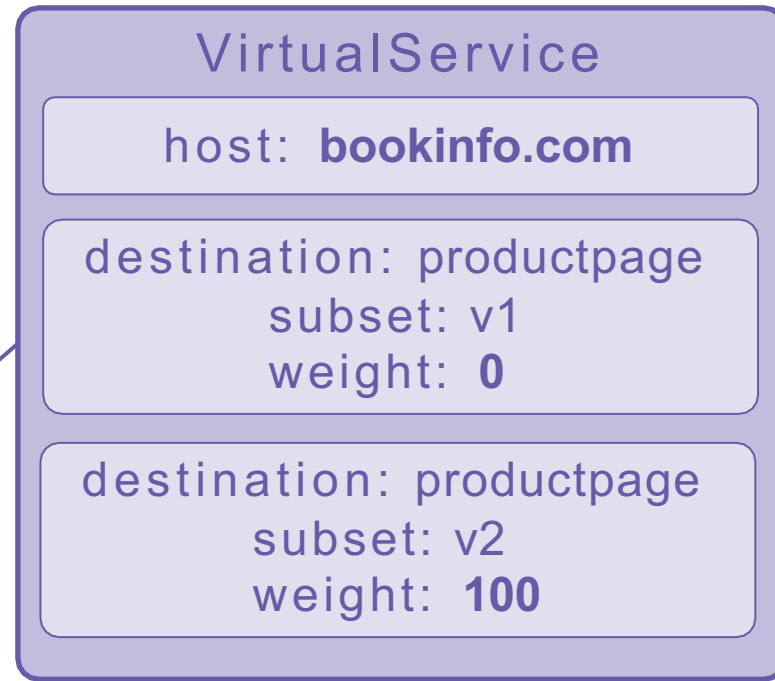 VirtualService
host: bookinfo.com
destination: productpage
subset: v1
weight: 0
destination: productpage
subset: v2
weight: 100